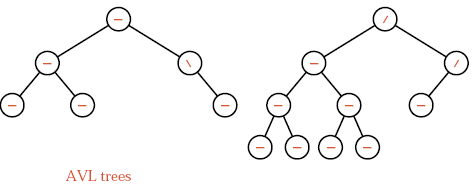 − /
− \ − /
− − − − − −
− − − −
AVL trees